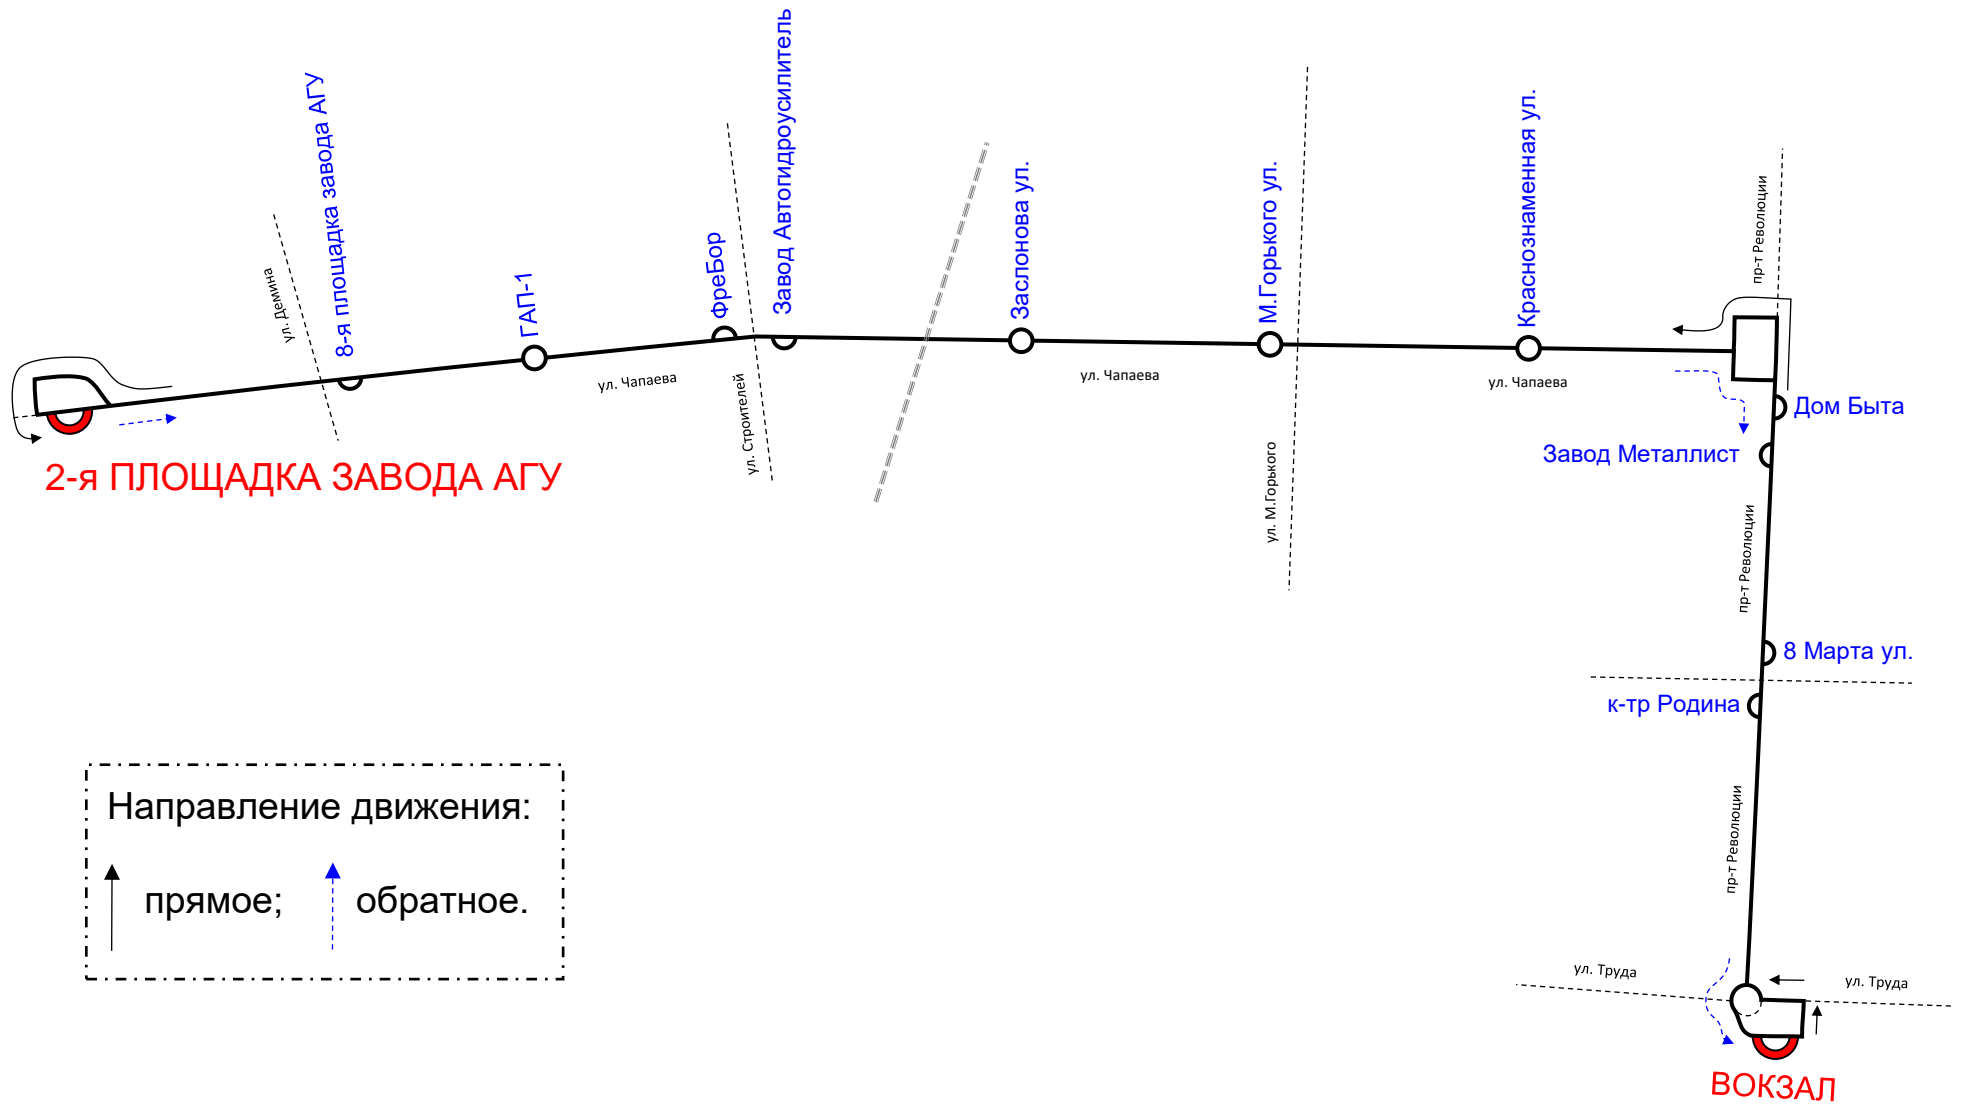 8-я площадка завода АГУ
ГАП-1
ФреБор
Завод Автогидроусилитель
Заслонова ул.
М.Горького ул.
Краснознаменная ул.
пр-т Революции
ул. Демина
ул. Чапаева
ул. Строителей
ул. Чапаева
ул. М.Горького
ул. Чапаева
Дом Быта
Завод Металлист
2-я ПЛОЩАДКА ЗАВОДА АГУ
пр-т Революции
8 Марта ул.
к-тр Родина
пр-т Революции
Направление движения:
прямое;
обратное.
ул. Труда
ул. Труда
ВОКЗАЛ